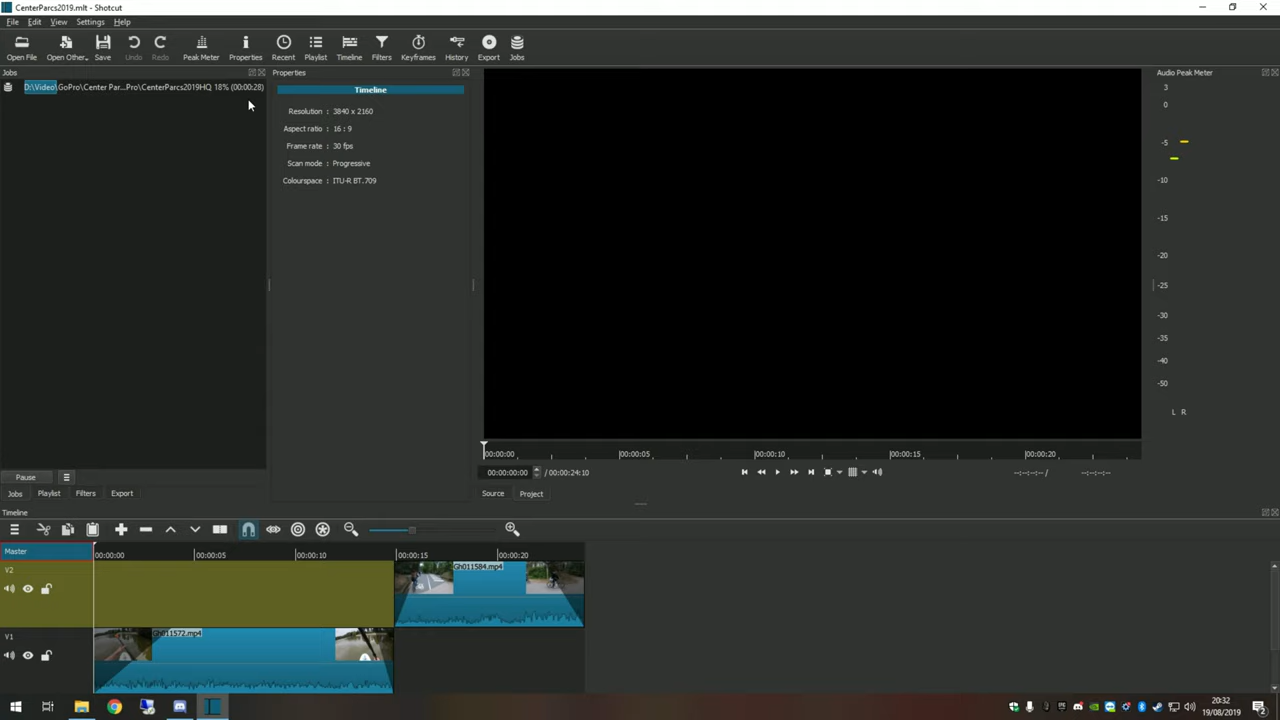 CenterParcs2019.mlt - Shotcut
File Edit View Settings Help
Open File Open Other.. Save Undo Redo Peak Meter Properties Recent Playlist Timeline Filters Keyframes History Export Jobs
Jobs
D:\Video\GoPro\Center Par...Pro\CenterParcs2019HQ 18% (00:00:28)
Pause
Jobs Playlist Filters Export
Properties
Timeline
Resolution : 3840 x 2160
Aspect ratio : 16 : 9
Frame rate : 30 fps
Scan mode : Progressive
Colourspace : ITU-R BT.709
00:00:00 00:00:05 00:00:10 00:00:15 00:00:20
00:00:00:00 / 00:00:24:10 --:--:--:-- / --:--:--:--
Source Project
Audio Peak Meter
3
0
-5
-10
-15
-20
-25
-30
-35
-40
-50
L R
Timeline
Master 00:00:00 00:00:05 00:00:10 00:00:15 00:00:20
V2
GH011584.mp4
V1
GH011572.mp4
20:32
19/08/2019
2